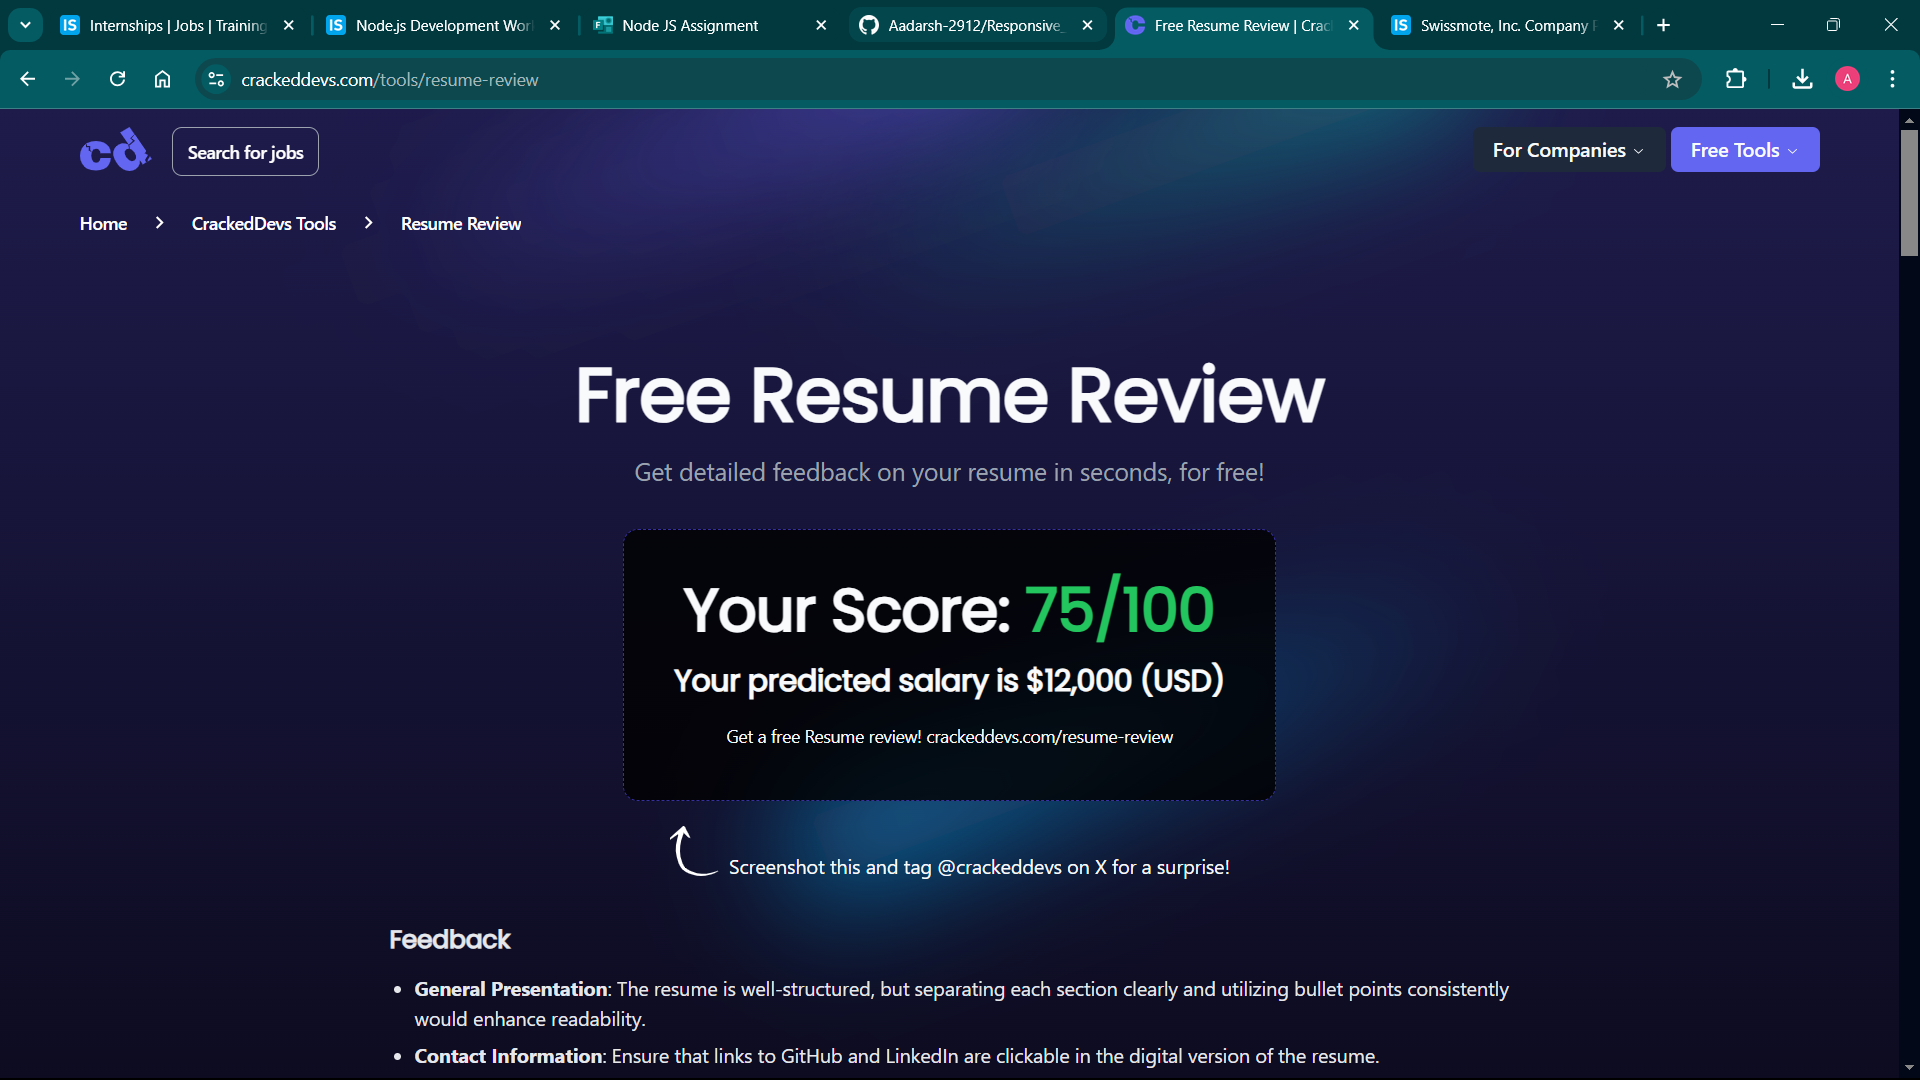 Internships | Jobs | Training
Node.js Development Wor
Node JS Assignment
Aadarsh-2912/Responsive_
Free Resume Review | Crac
Swissmote, Inc. Company
crackeddevs.com/tools/resume-review
A
cd
Search for jobs
For Companies
Free Tools
Home
CrackedDevs Tools
Resume Review
Free Resume Review
Get detailed feedback on your resume in seconds, for free!
Your Score: 75/100
Your predicted salary is $12,000 (USD)
Get a free Resume review! crackeddevs.com/resume-review
Screenshot this and tag @crackeddevs on X for a surprise!
Feedback
• General Presentation: The resume is well-structured, but separating each section clearly and utilizing bullet points consistently
would enhance readability.
• Contact Information: Ensure that links to GitHub and LinkedIn are clickable in the digital version of the resume.